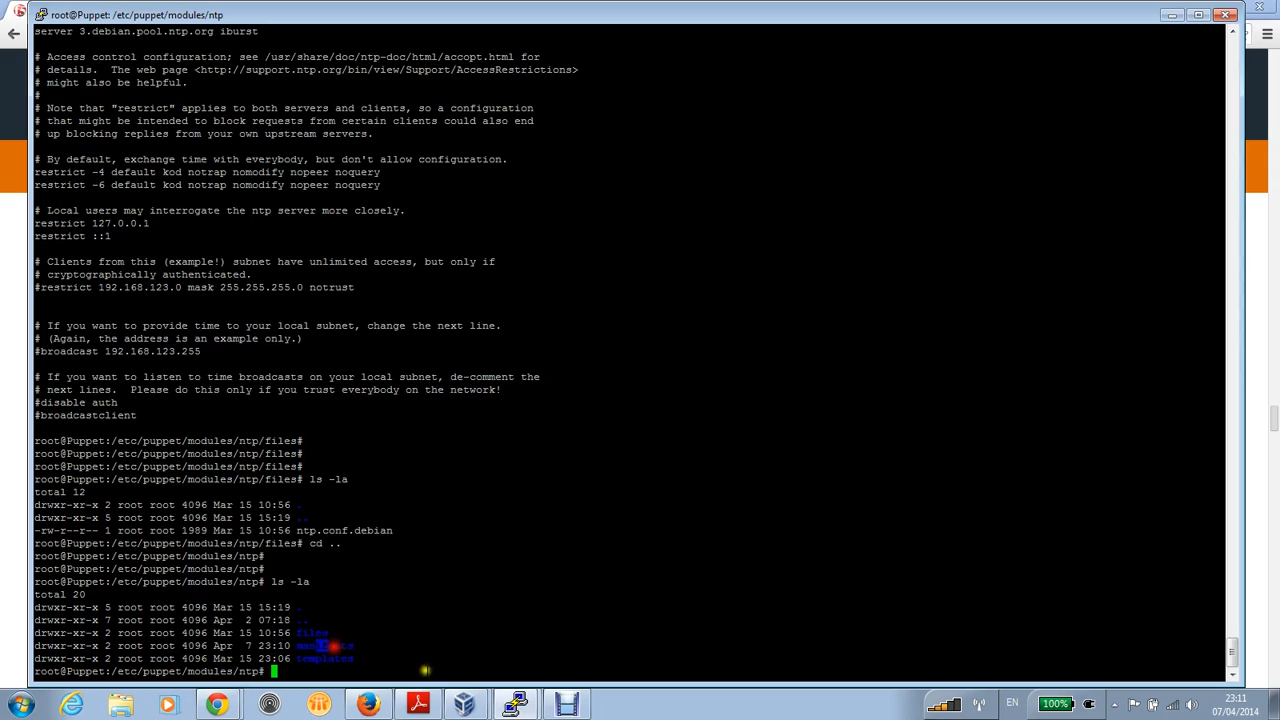 root@Puppet: /etc/puppet/modules/ntp
server 3.debian.pool.ntp.org iburst
# Access control configuration; see /usr/share/doc/ntp-doc/html/accopt.html for
# details.  The web page <http://support.ntp.org/bin/view/Support/AccessRestrictions>
# might also be helpful.
#
# Note that "restrict" applies to both servers and clients, so a configuration
# that might be intended to block requests from certain clients could also end
# up blocking replies from your own upstream servers.
# By default, exchange time with everybody, but don't allow configuration.
restrict -4 default kod notrap nomodify nopeer noquery
restrict -6 default kod notrap nomodify nopeer noquery
# Local users may interrogate the ntp server more closely.
restrict 127.0.0.1
restrict ::1
# Clients from this (example!) subnet have unlimited access, but only if
# cryptographically authenticated.
#restrict 192.168.123.0 mask 255.255.255.0 notrust
# If you want to provide time to your local subnet, change the next line.
# (Again, the address is an example only.)
#broadcast 192.168.123.255
# If you want to listen to time broadcasts on your local subnet, de-comment the
# next lines.  Please do this only if you trust everybody on the network!
#disable auth
#broadcastclient
root@Puppet:/etc/puppet/modules/ntp/files#
root@Puppet:/etc/puppet/modules/ntp/files#
root@Puppet:/etc/puppet/modules/ntp/files#
root@Puppet:/etc/puppet/modules/ntp/files# ls -la
total 12
drwxr-xr-x 2 root root 4096 Mar 15 10:56 .
drwxr-xr-x 5 root root 4096 Mar 15 15:19 ..
-rw-r--r-- 1 root root 1989 Mar 15 10:56 ntp.conf.debian
root@Puppet:/etc/puppet/modules/ntp/files# cd ..
root@Puppet:/etc/puppet/modules/ntp#
root@Puppet:/etc/puppet/modules/ntp#
root@Puppet:/etc/puppet/modules/ntp# ls -la
total 20
drwxr-xr-x 5 root root 4096 Mar 15 15:19 .
drwxr-xr-x 7 root root 4096 Apr  2 07:18 ..
drwxr-xr-x 2 root root 4096 Mar 15 10:56 files
drwxr-xr-x 2 root root 4096 Apr  7 23:10 manifests
drwxr-xr-x 2 root root 4096 Mar 15 23:06 templates
root@Puppet:/etc/puppet/modules/ntp#
EN
100%
23:11
07/04/2014